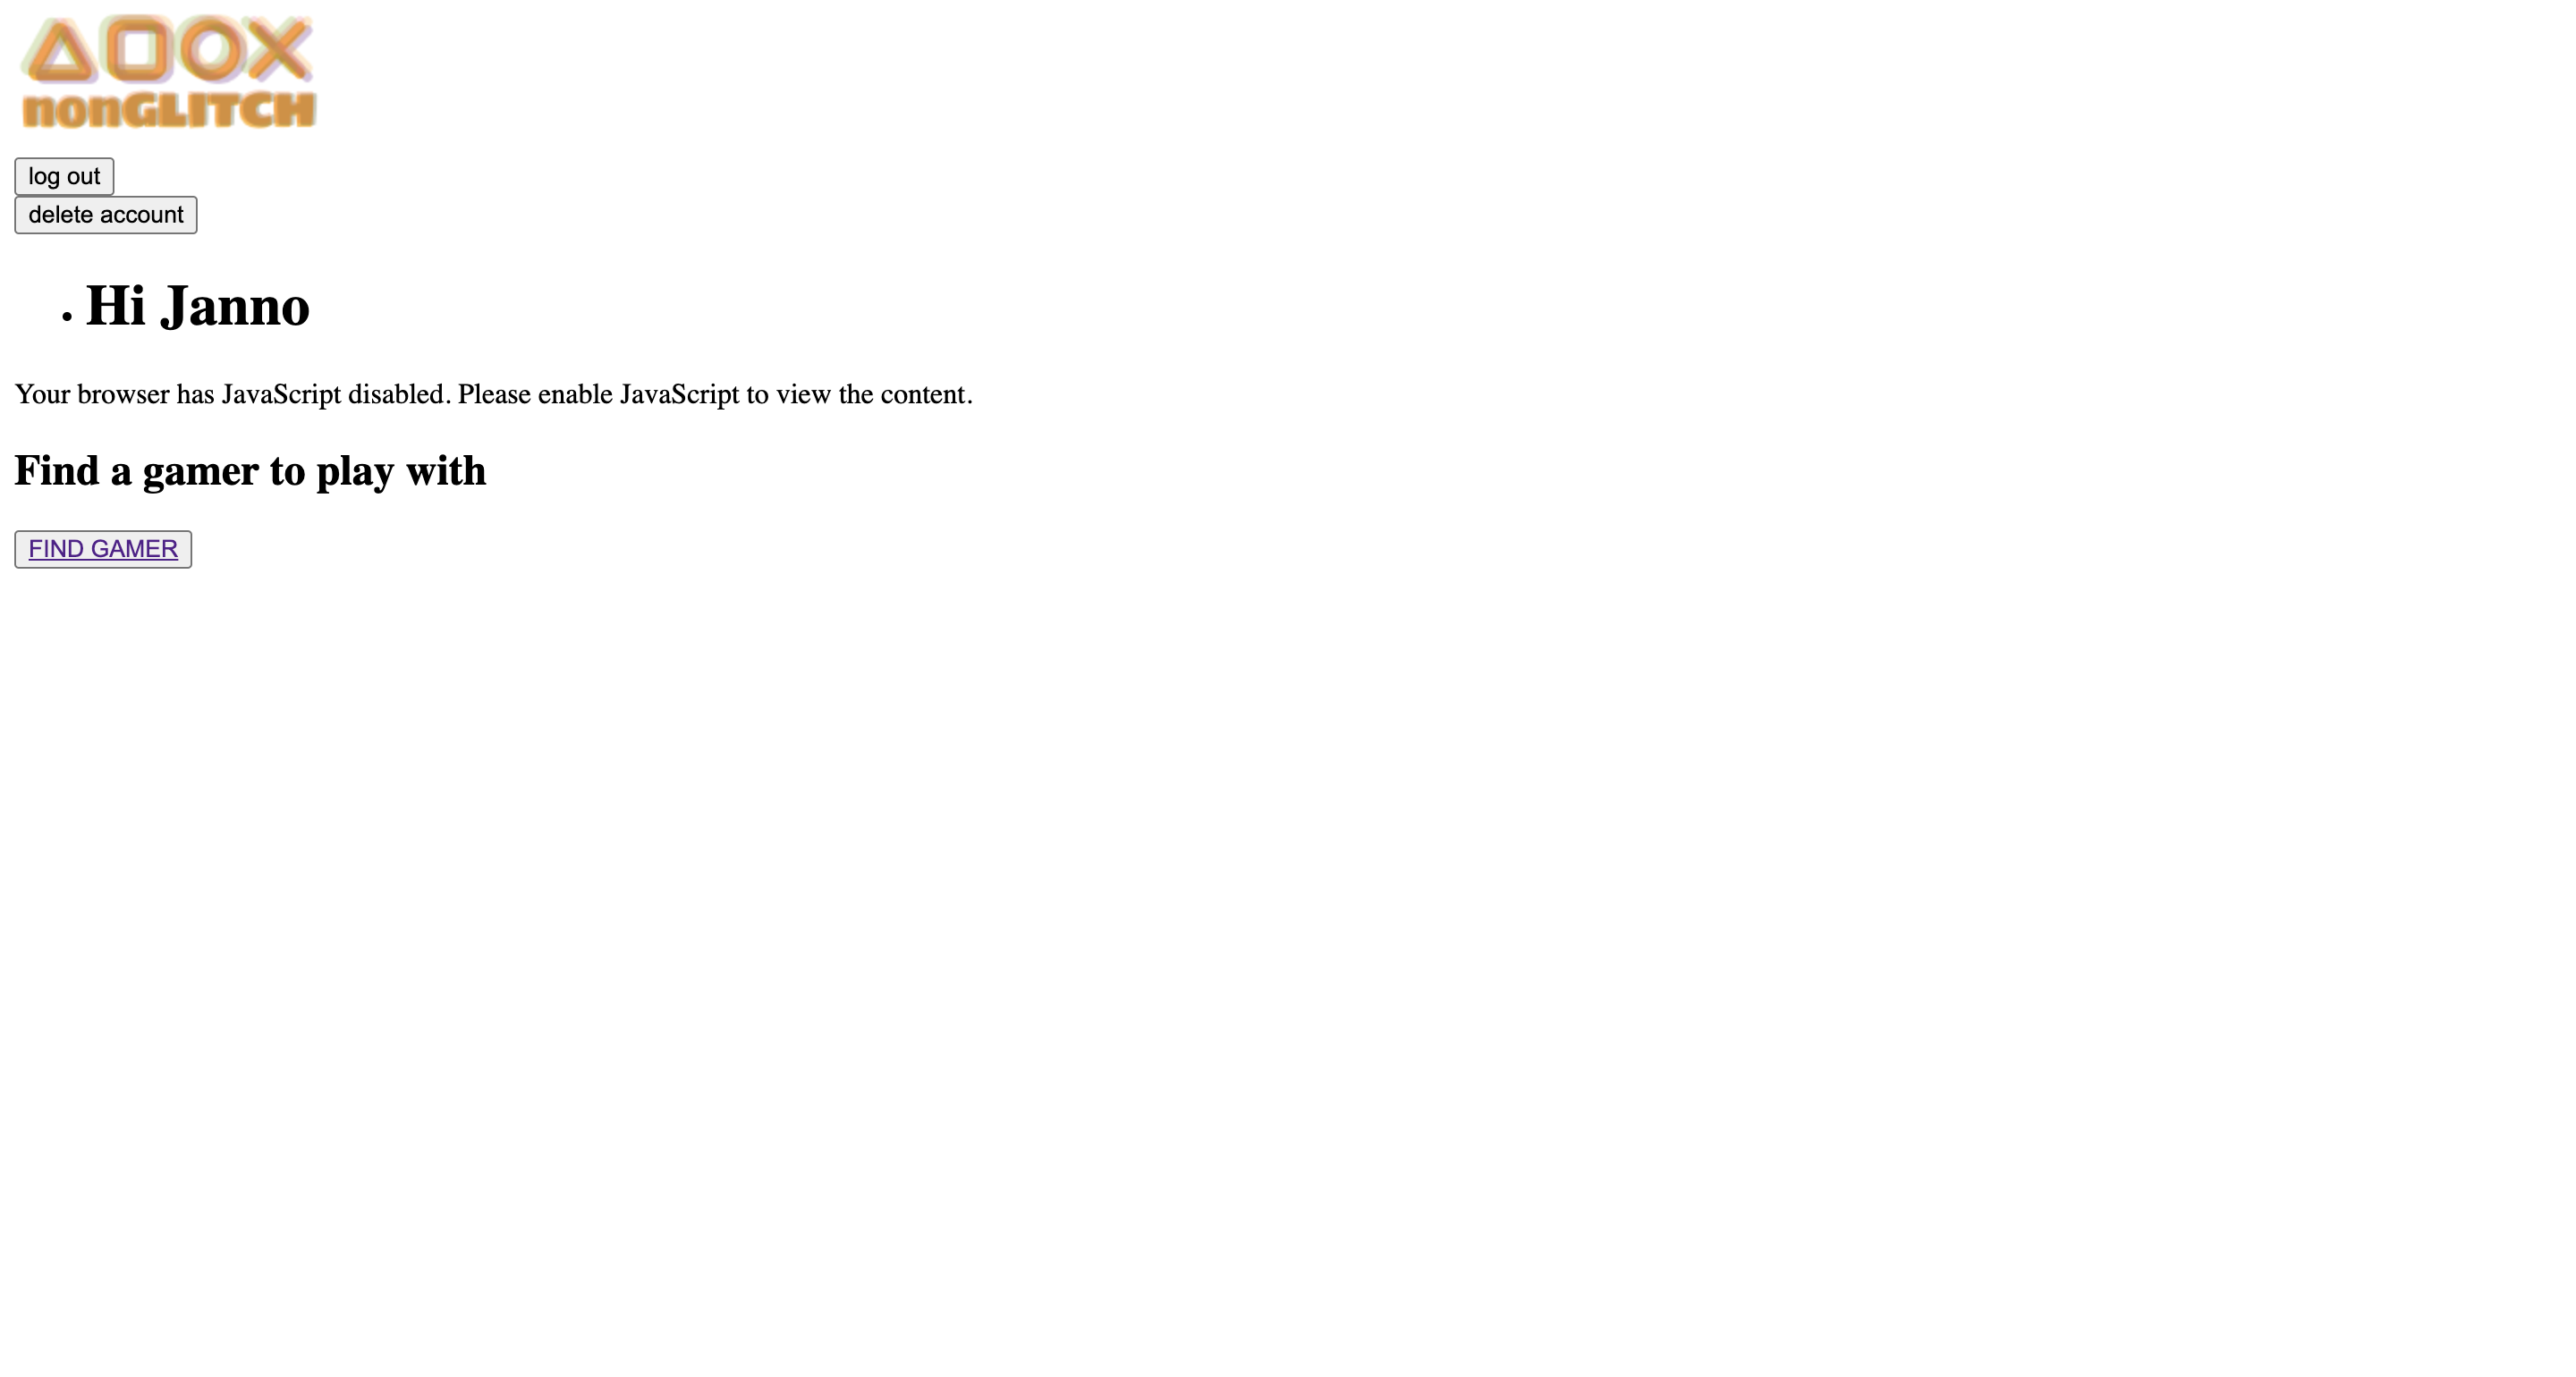 nonGLITCH
log out
delete account
Hi Janno
Your browser has JavaScript disabled. Please enable JavaScript to view the content.
Find a gamer to play with
FIND GAMER